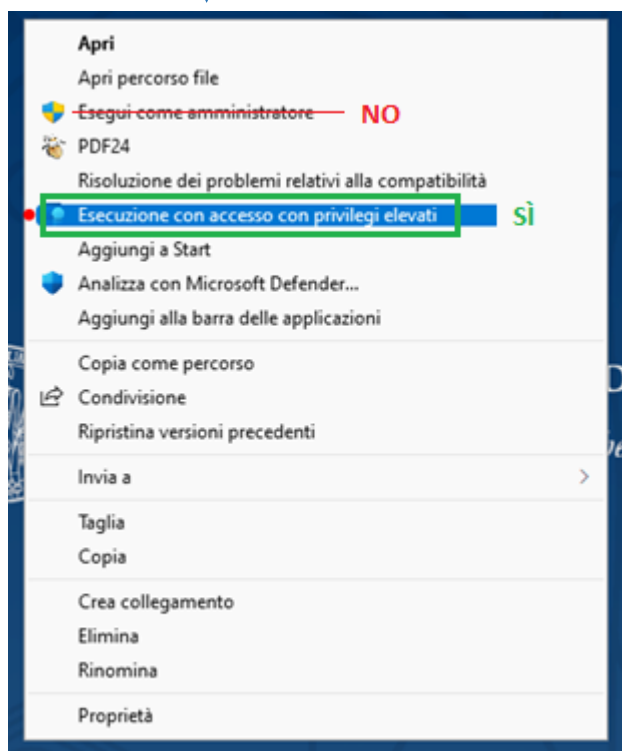 Apri
Apri percorso file
Esegui come amministratore NO
PDF24
Risoluzione dei problemi relativi alla compatibilità
Esecuzione con accesso con privilegi elevati SÌ
Aggiungi a Start
Analizza con Microsoft Defender...
Aggiungi alla barra delle applicazioni
Copia come percorso
Condivisione
Ripristina versioni precedenti
Invia a
Taglia
Copia
Crea collegamento
Elimina
Rinomina
Proprietà